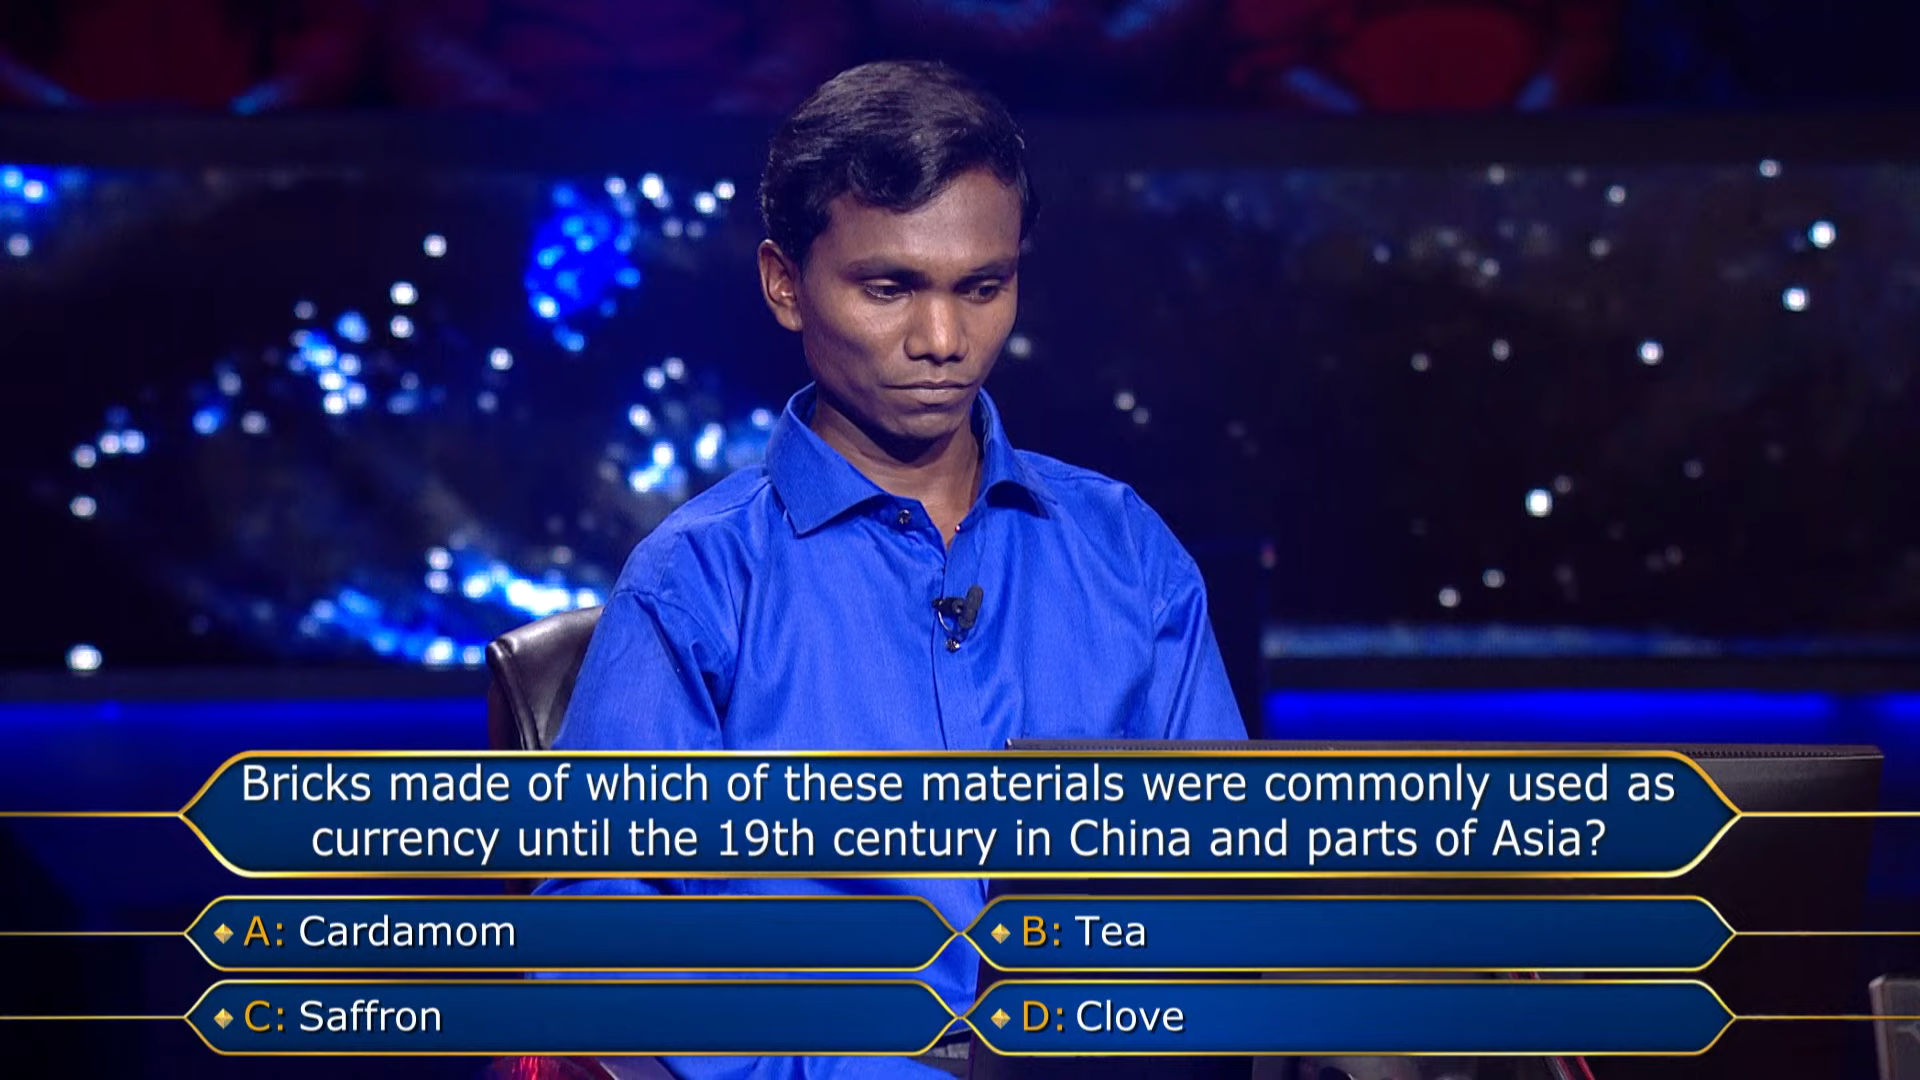 Bricks made of which of these materials were commonly used as
currency until the 19th century in China and parts of Asia?
A: Cardamom
B: Tea
C: Saffron
D: Clove